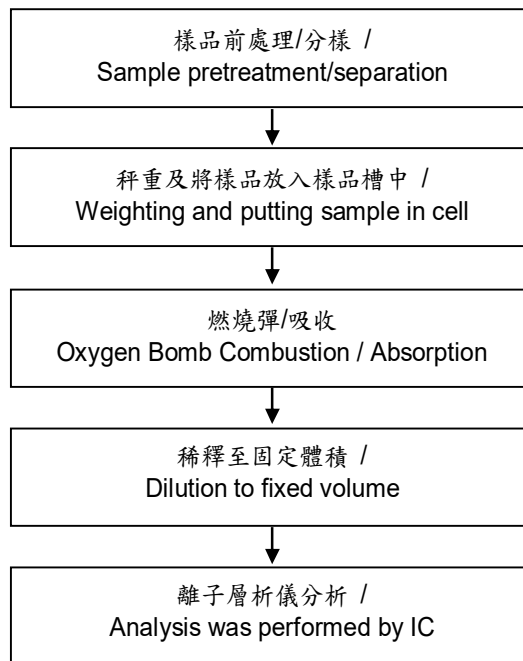 樣品前處理/分樣 /
Sample pretreatment/separation
秤重及將樣品放入樣品槽中 /
Weighting and putting sample in cell
燃燒彈/吸收
Oxygen Bomb Combustion / Absorption
稀釋至固定體積 /
Dilution to fixed volume
離子層析儀分析 /
Analysis was performed by IC